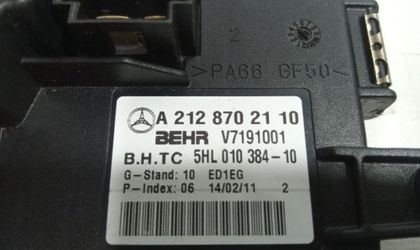 2
>PA66 GF50<
A 212 870 21 10
BEHR V7191001
B.H.TC 5HL 010 384-10
G-Stand: 10 ED1EG
P-Index: 06 14/02/11 2